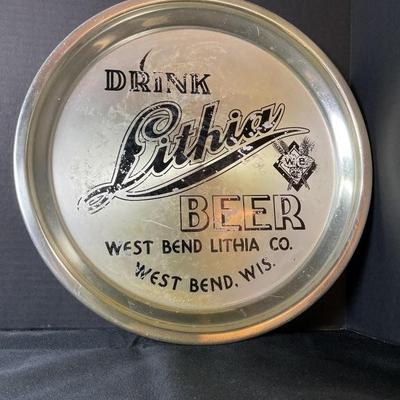 DRINK
Lithia
W.B.
BEER
WEST BEND LITHIA CO.
WEST BEND, WIS.